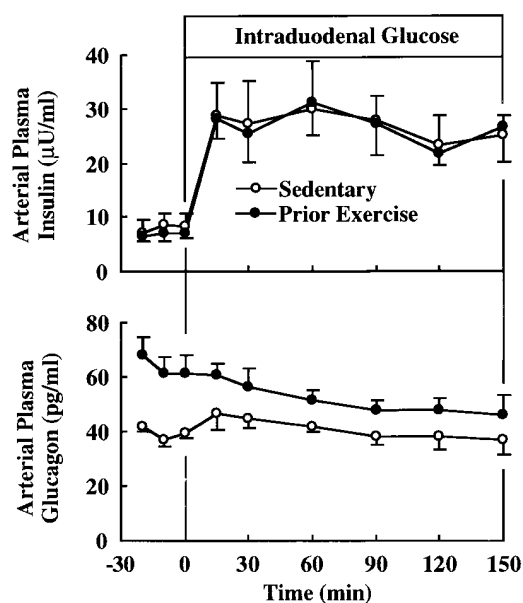 Intraduodenal Glucose
40
30
20
10
0
Arterial Plasma
Insulin (μU/ml)
Sedentary
Prior Exercise
80
60
40
20
0
Arterial Plasma
Glucagon (pg/ml)
-30 0 30 60 90 120 150
Time (min)